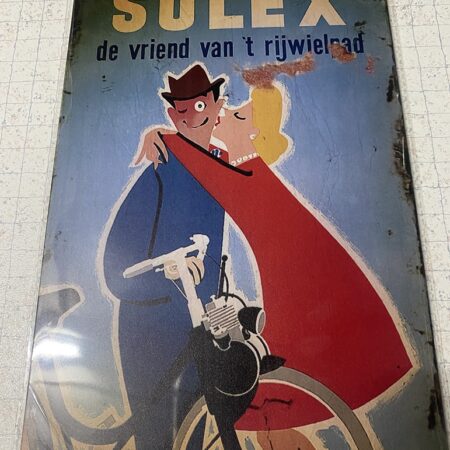 SOLEX
de vriend van 't rijwielpad